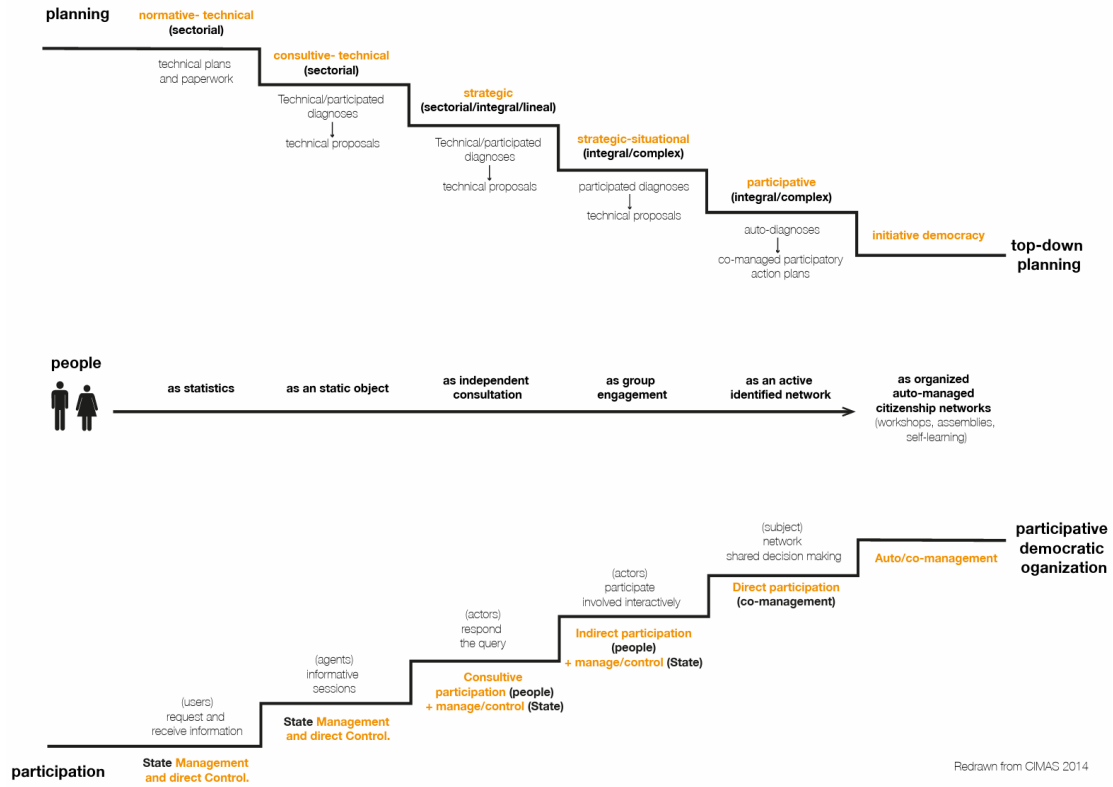 planning
normative- technical
(sectorial)
technical plans
and paperwork
consultive- technical
(sectorial)
Technical/participated
diagnoses
technical proposals
strategic
(sectorial/integral/lineal)
Technical/participated
diagnoses
technical proposals
strategic-situational
(integral/complex)
participated diagnoses
technical proposals
participative
(integral/complex)
auto-diagnoses
co-managed participatory
action plans
initiative democracy
top-down
planning
people
as statistics
as an static object
as independent
consultation
as group
engagement
as an active
identified network
as organized
auto-managed
citizenship networks
(workshops, assemblies,
self-learning)
participation
(users)
request and
receive information
State Management
and direct Control.
(agents)
informative
sessions
State Management
and direct Control.
(actors)
respond
the query
Consultive
participation (people)
+ manage/control (State)
(actors)
participate
involved interactively
Indirect participation
(people)
+ manage/control (State)
(subject)
network
shared decision making
Direct participation
(co-management)
Auto/co-management
participative
democratic
oganization
Redrawn from CIMAS 2014